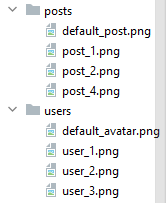 posts
default_post.png
post_1.png
post_2.png
post_4.png
users
default_avatar.png
user_1.png
user_2.png
user_3.png